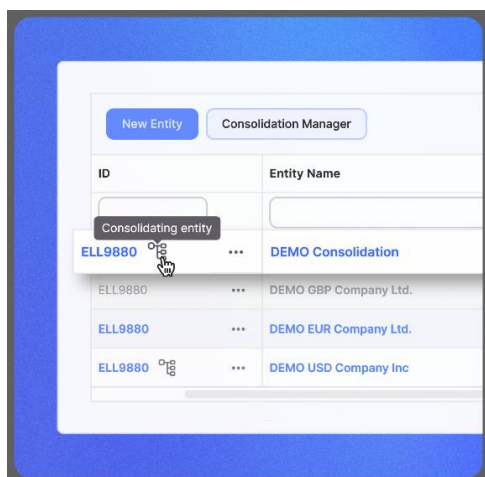 New Entity Consolidation Manager
ID Entity Name
Consolidating entity
ELL9880 ••• DEMO Consolidation
ELL9880 ••• DEMO GBP Company Ltd.
ELL9880 ••• DEMO EUR Company Ltd.
ELL9880 ••• DEMO USD Company Inc